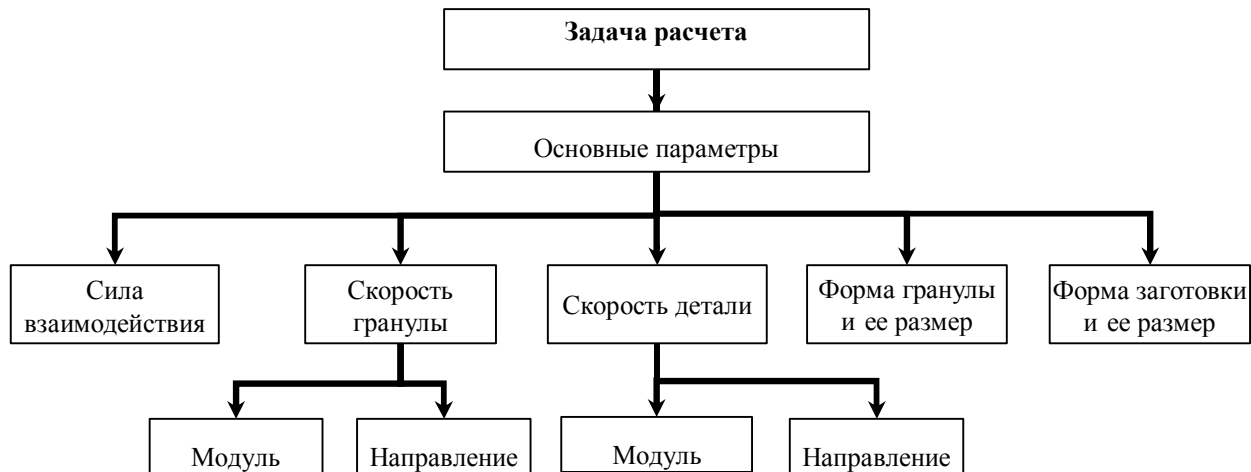 Задача расчета
Основные параметры
Сила
взаимодействия
Скорость
гранулы
Скорость детали
Форма гранулы
и ее размер
Форма заготовки
и ее размер
Модуль
Направление
Модуль
Направление